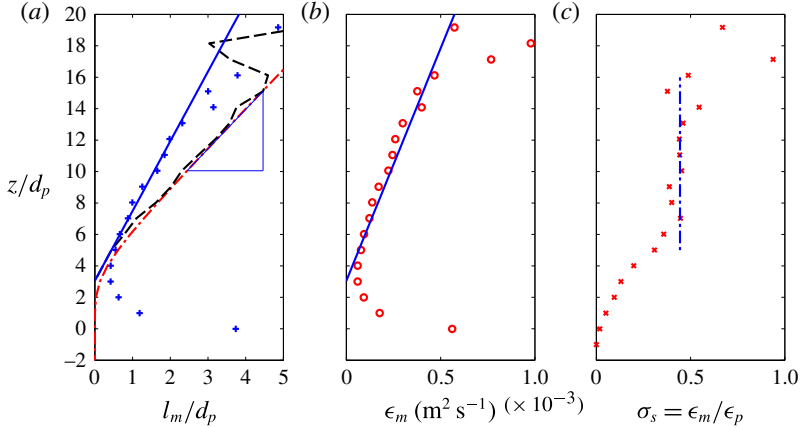 (a) (b) (c)
20
18
16
14
12
10
8
6
4
2
0
−2
z/d_p
0 1 2 3 4 5
0 0.5 1.0
0 0.5 1.0
l_m/d_p
ϵ_m (m² s⁻¹) (× 10⁻³)
σ_s = ϵ_m/ϵ_p